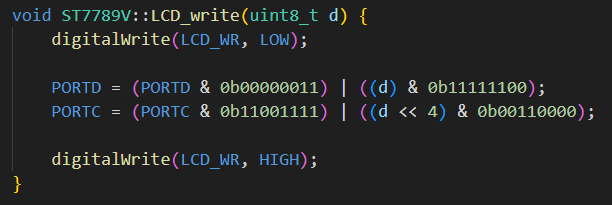 void ST7789V::LCD_write(uint8_t d) {
    digitalWrite(LCD_WR, LOW);

    PORTD = (PORTD & 0b00000011) | ((d) & 0b11111100);
    PORTC = (PORTC & 0b11001111) | ((d << 4) & 0b00110000);

    digitalWrite(LCD_WR, HIGH);
}